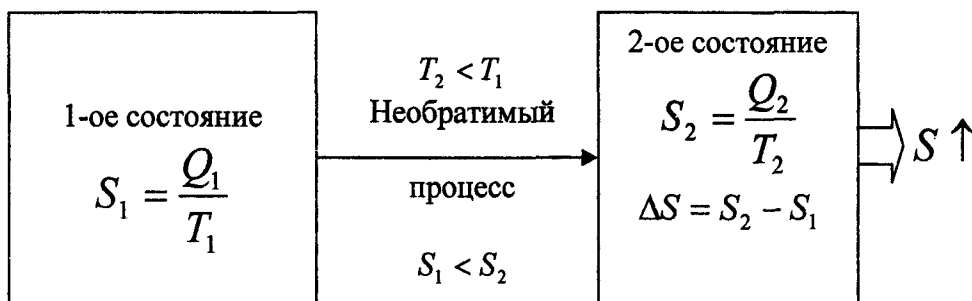 1-ое состояние
S₁ = Q₁/T₁
T₂ < T₁
Необратимый
процесс
S₁ < S₂
2-ое состояние
S₂ = Q₂/T₂
ΔS = S₂ − S₁
S ↑